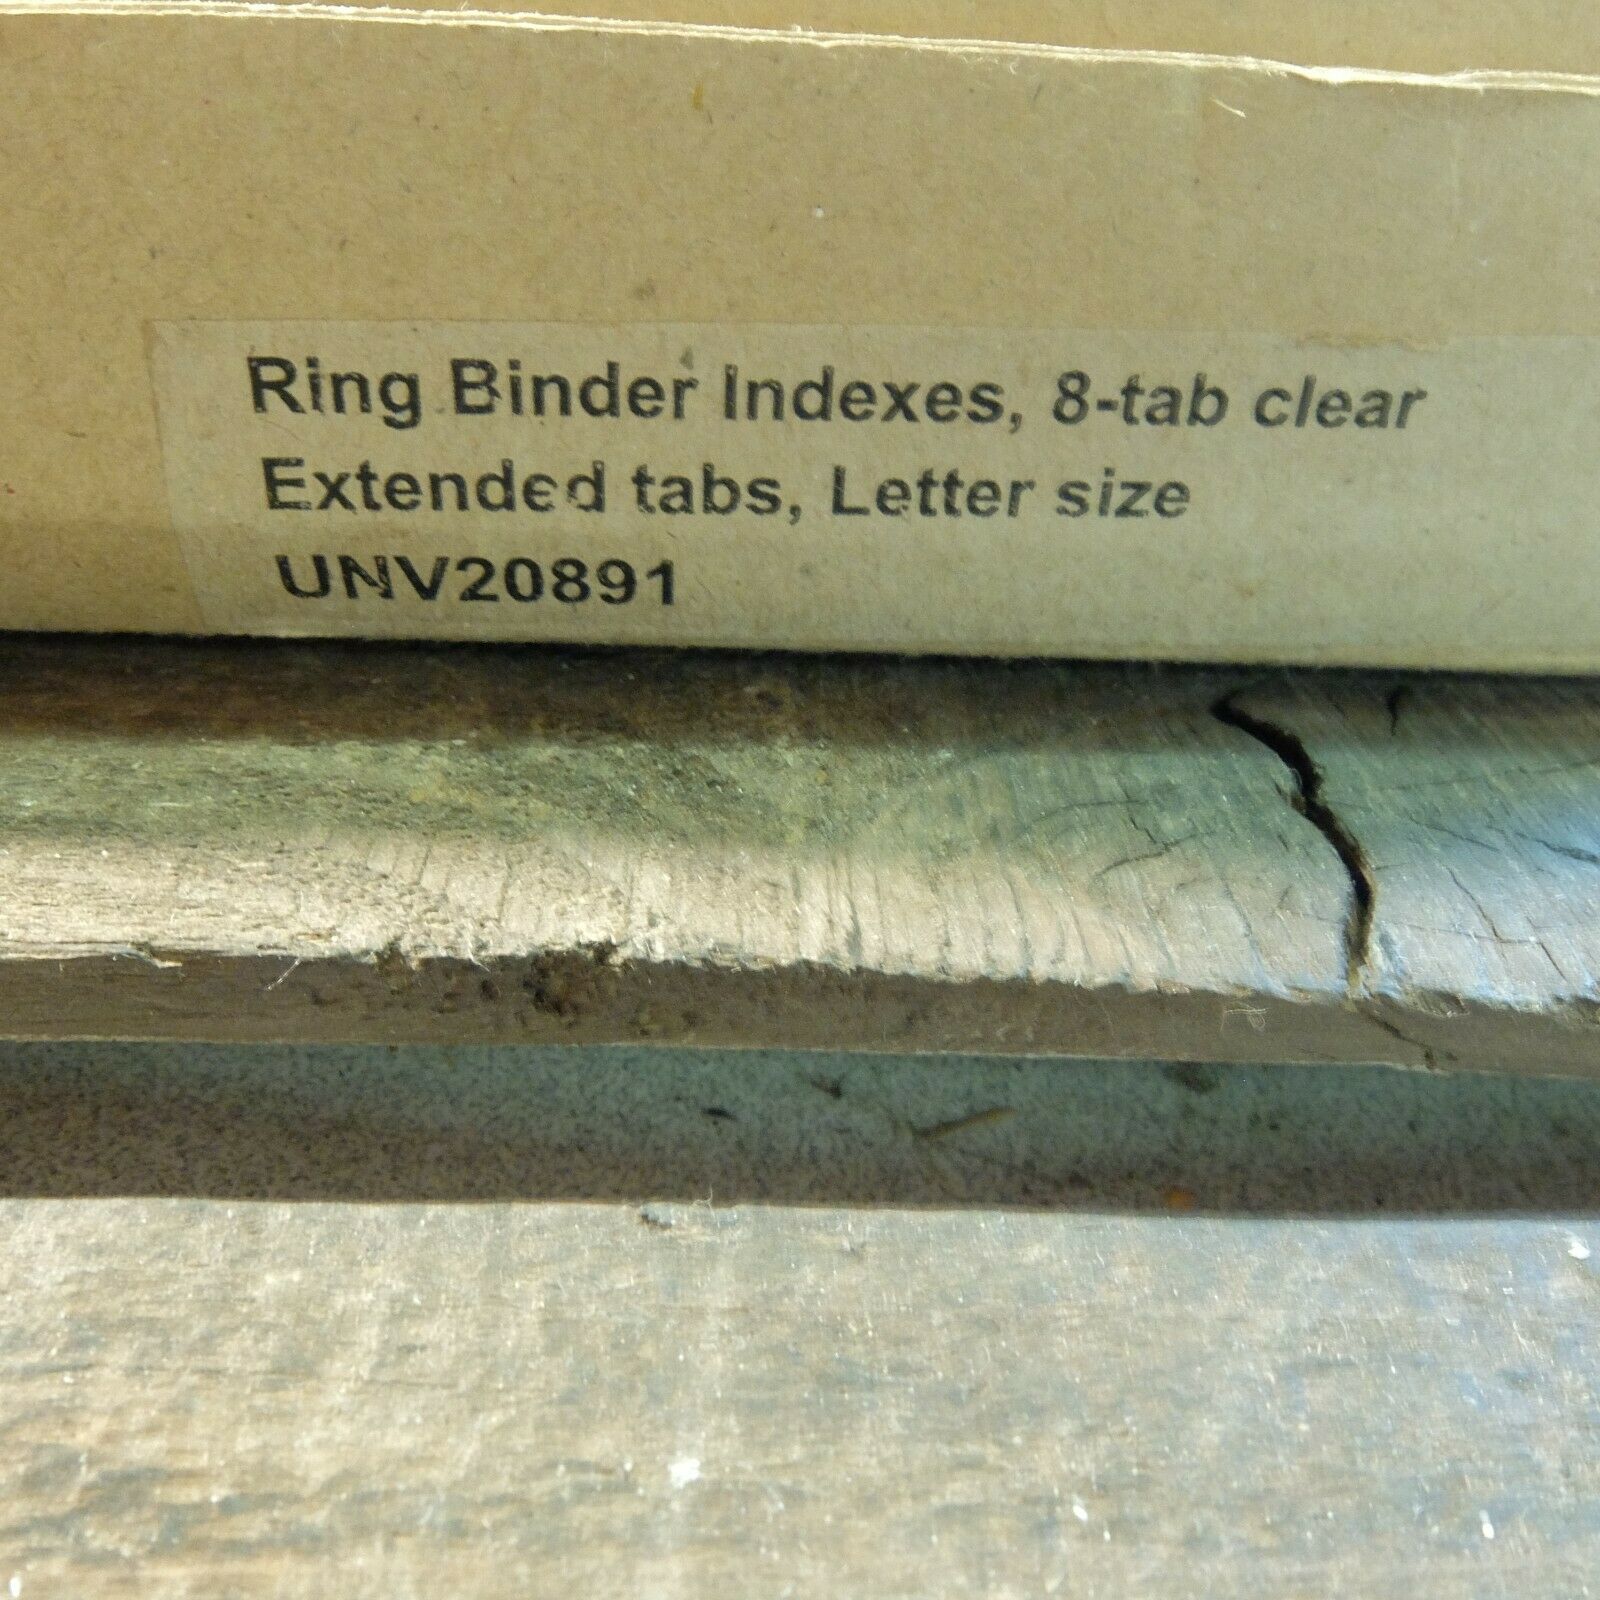 Ring Binder Indexes, 8-tab clear
Extended tabs, Letter size
UNV20891